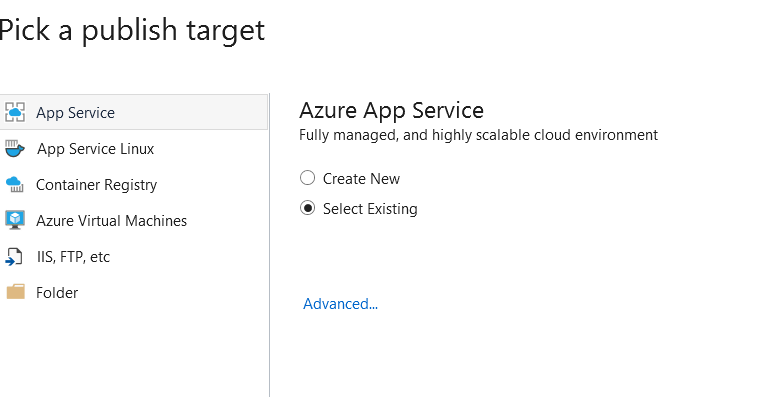 Pick a publish target
App Service
App Service Linux
Container Registry
Azure Virtual Machines
IIS, FTP, etc
Folder
Azure App Service
Fully managed, and highly scalable cloud environment
Create New
Select Existing
Advanced...